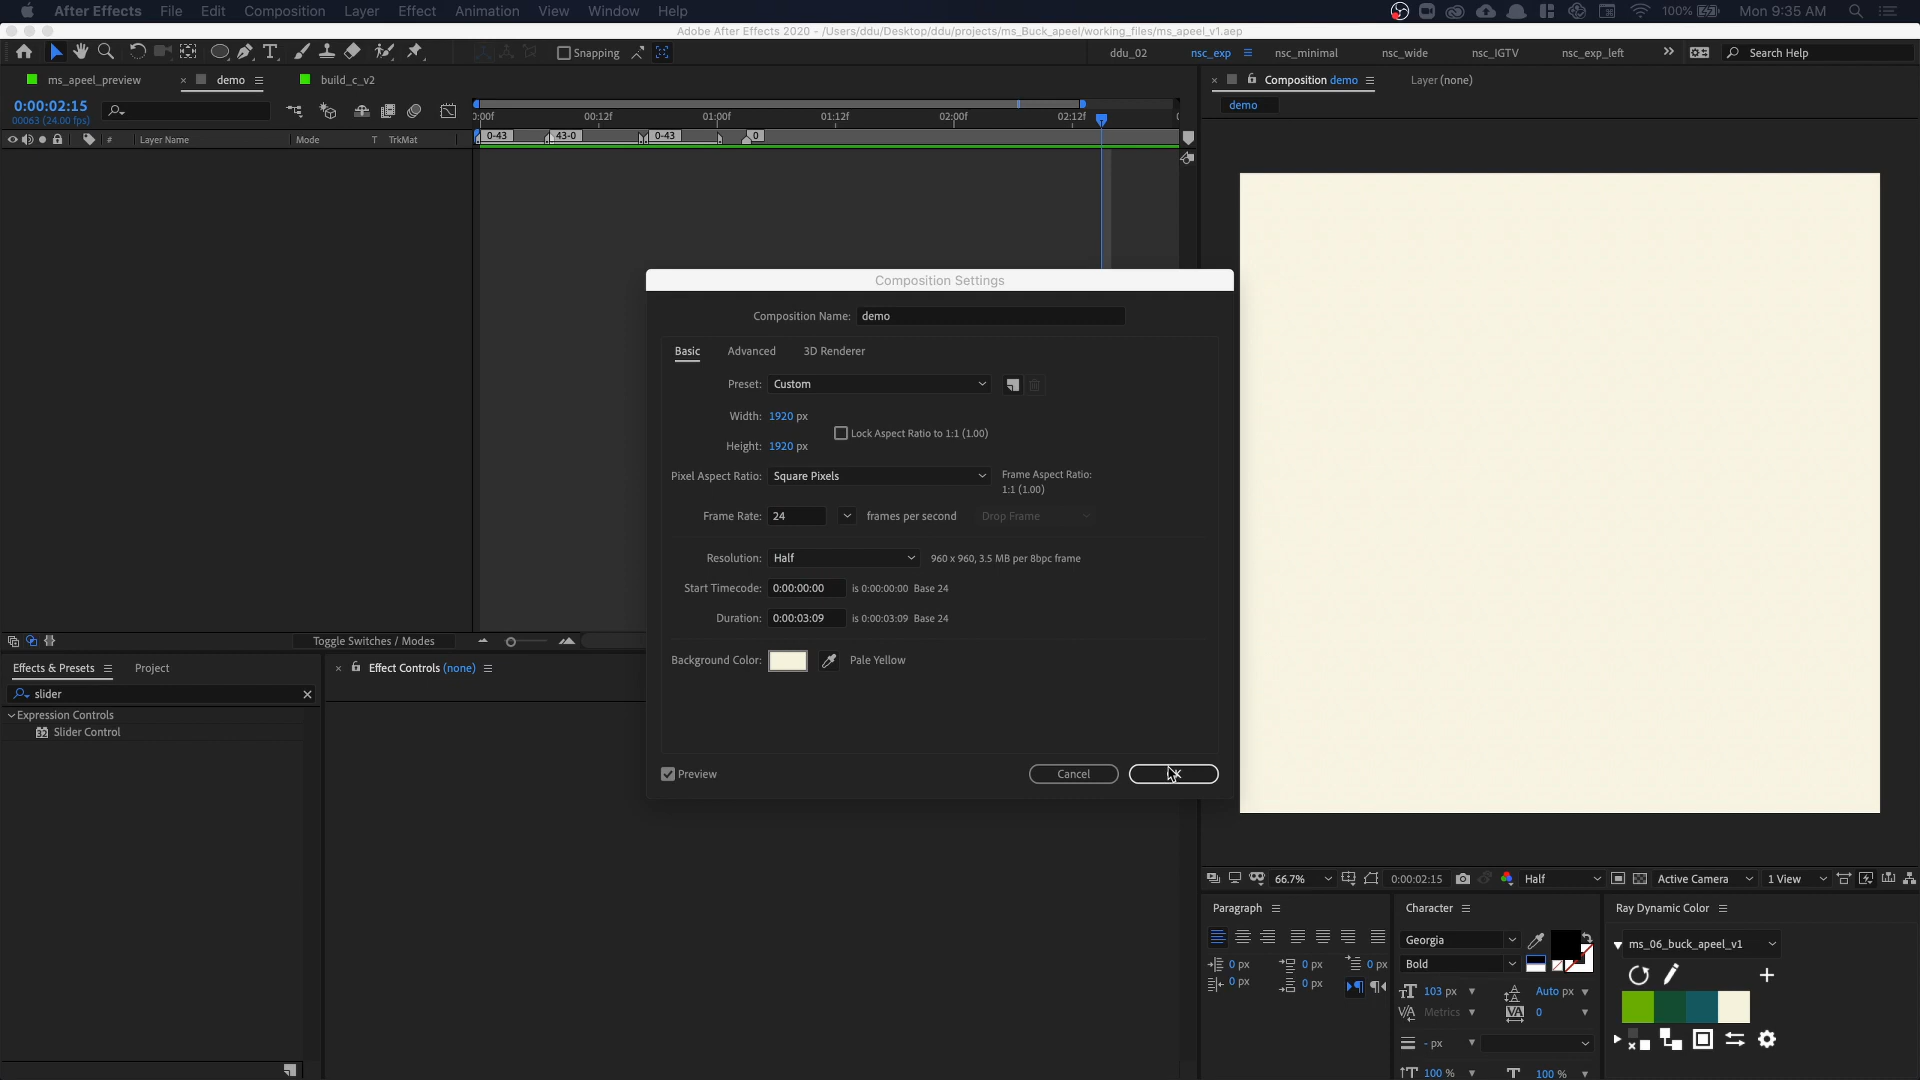 After Effects File Edit Composition Layer Effect Animation View Window Help 100% Mon 9:35 AM
Adobe After Effects 2020 - /Users/ddu/Desktop/ddu/projects/ms_Buck_apeel/working_files/ms_apeel_v1.aep
Snapping ddu_02 nsc_exp nsc_minimal nsc_wide nsc_IGTV nsc_exp_left Search Help
ms_apeel_preview demo build_c_v2 Composition demo Layer (none)
0:00:02:15
00063 (24.00 fps)
demo
:00f 00:12f 01:00f 01:12f 02:00f 02:12f
0-43 43-0 0-43 0
# Layer Name Mode T TrkMat
Composition Settings
Composition Name: demo
Basic Advanced 3D Renderer
Preset: Custom
Width: 1920 px
Lock Aspect Ratio to 1:1 (1.00)
Height: 1920 px
Pixel Aspect Ratio: Square Pixels Frame Aspect Ratio:
1:1 (1.00)
Frame Rate: 24 frames per second Drop Frame
Resolution: Half 960 x 960, 3.5 MB per 8bpc frame
Start Timecode: 0:00:00:00 is 0:00:00:00 Base 24
Duration: 0:00:03:09 is 0:00:03:09 Base 24
Background Color: Pale Yellow
Preview Cancel
Toggle Switches / Modes
Effects & Presets Project Effect Controls (none)
slider
Expression Controls
32 Slider Control
66.7% 0:00:02:15 Half Active Camera 1 View
Paragraph Character Ray Dynamic Color
Georgia ms_06_buck_apeel_v1
Bold
0 px 0 px 0 px
0 px 0 px
103 px Auto px
Metrics 0
- px
100 % 100 %